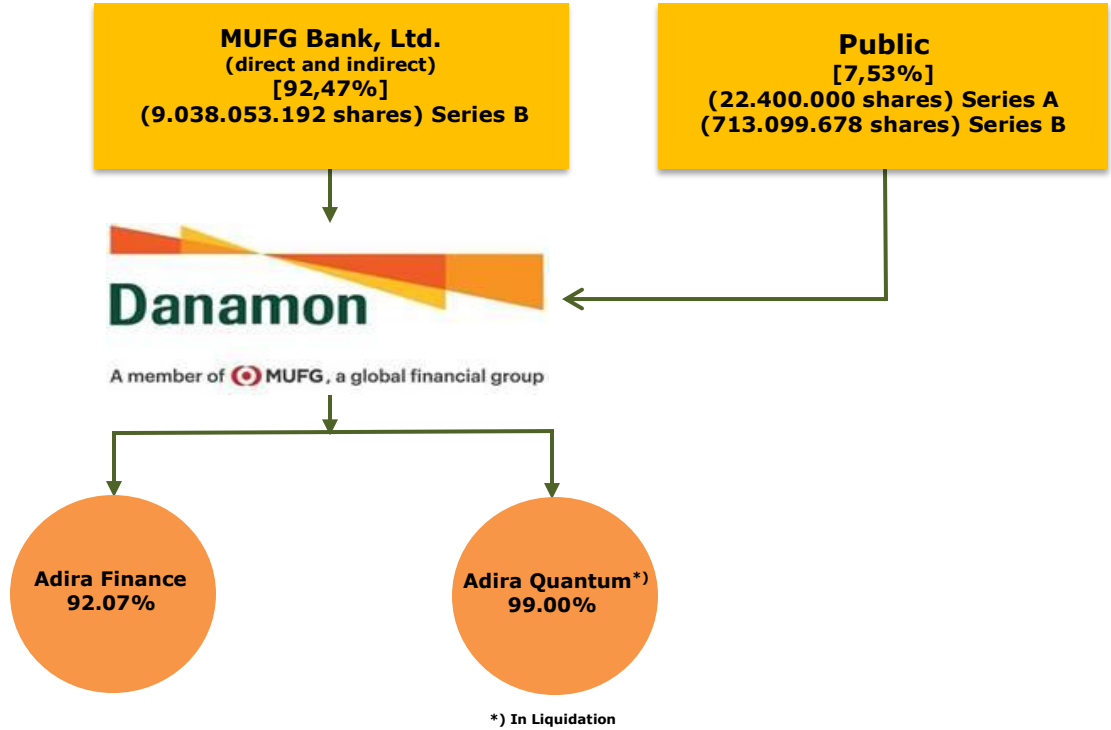 MUFG Bank, Ltd.
(direct and indirect)
[92,47%]
(9.038.053.192 shares) Series B
Public
[7,53%]
(22.400.000 shares) Series A
(713.099.678 shares) Series B
Danamon
A member of MUFG, a global financial group
Adira Finance
92.07%
Adira Quantum*)
99.00%
*) In Liquidation